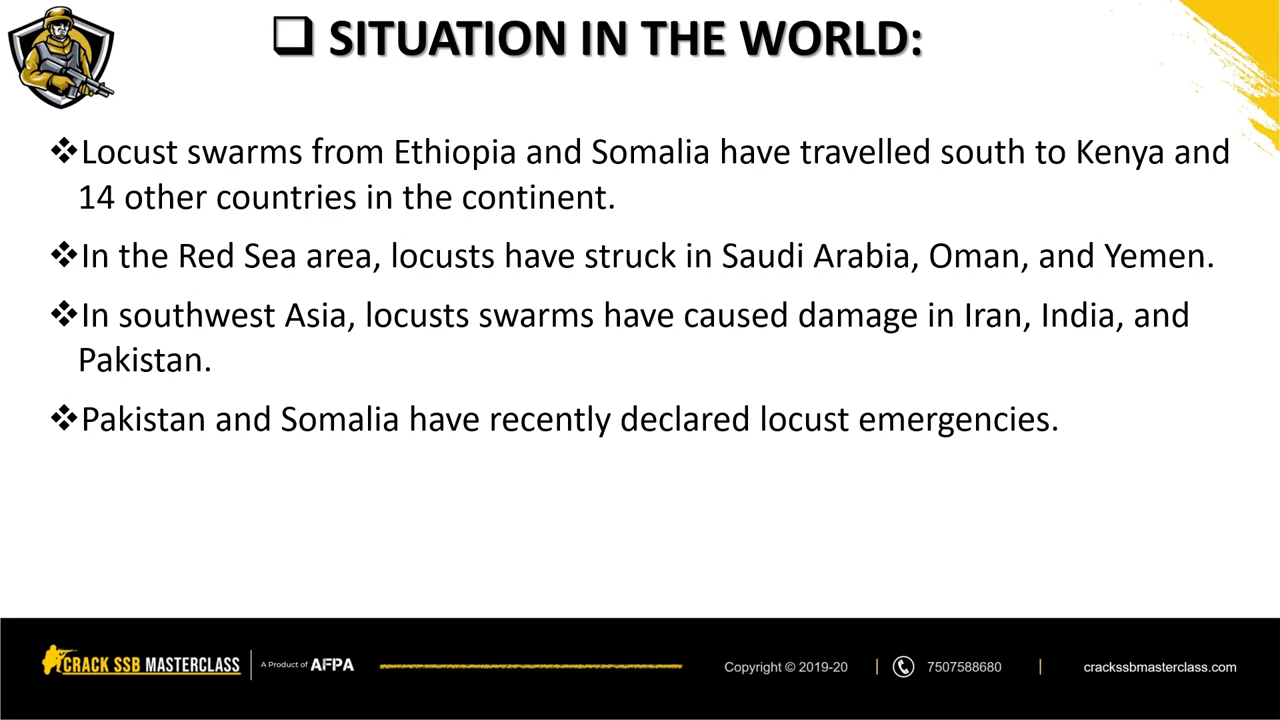 ❑ SITUATION IN THE WORLD:
❖Locust swarms from Ethiopia and Somalia have travelled south to Kenya and
14 other countries in the continent.
❖In the Red Sea area, locusts have struck in Saudi Arabia, Oman, and Yemen.
❖In southwest Asia, locusts swarms have caused damage in Iran, India, and
Pakistan.
❖Pakistan and Somalia have recently declared locust emergencies.
CRACK SSB MASTERCLASS | A Product of AFPA Copyright © 2019-20 | 7507588680 | crackssbmasterclass.com